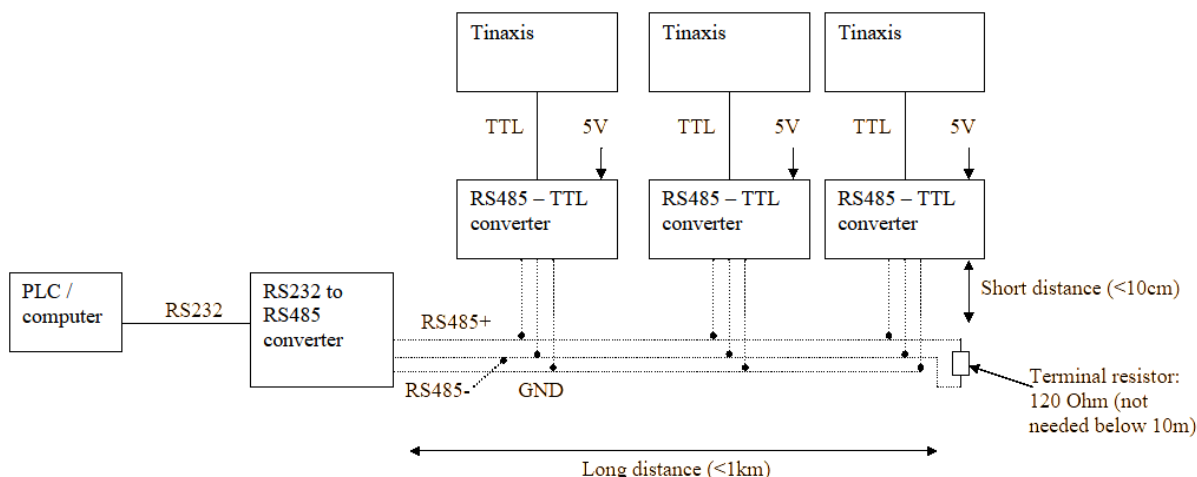 Tinaxis
Tinaxis
Tinaxis
TTL
5V
TTL
5V
TTL
5V
RS485 – TTL
converter
RS485 – TTL
converter
RS485 – TTL
converter
PLC /
computer
RS232
RS232 to
RS485
converter
RS485+
RS485-
GND
Short distance (<10cm)
Terminal resistor:
120 Ohm (not
needed below 10m)
Long distance (<1km)